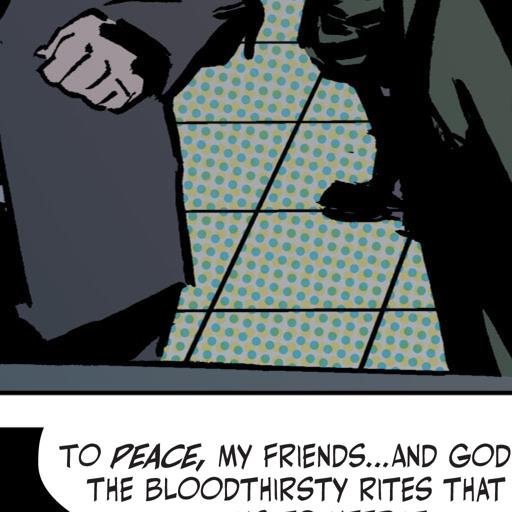 TO PEACE, MY FRIENDS...AND GOD
THE BLOODTHIRSTY RITES THAT